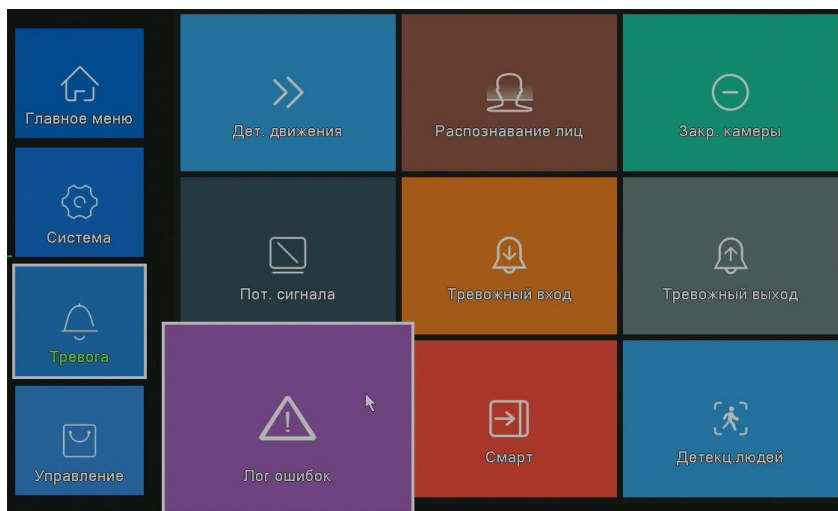 Главное меню
Дет. движения
Распознавание лиц
Закр. камеры
Система
Пот. сигнала
Тревожный вход
Тревожный выход
Тревога
Лог ошибок
Смарт
Детекц.людей
Управление